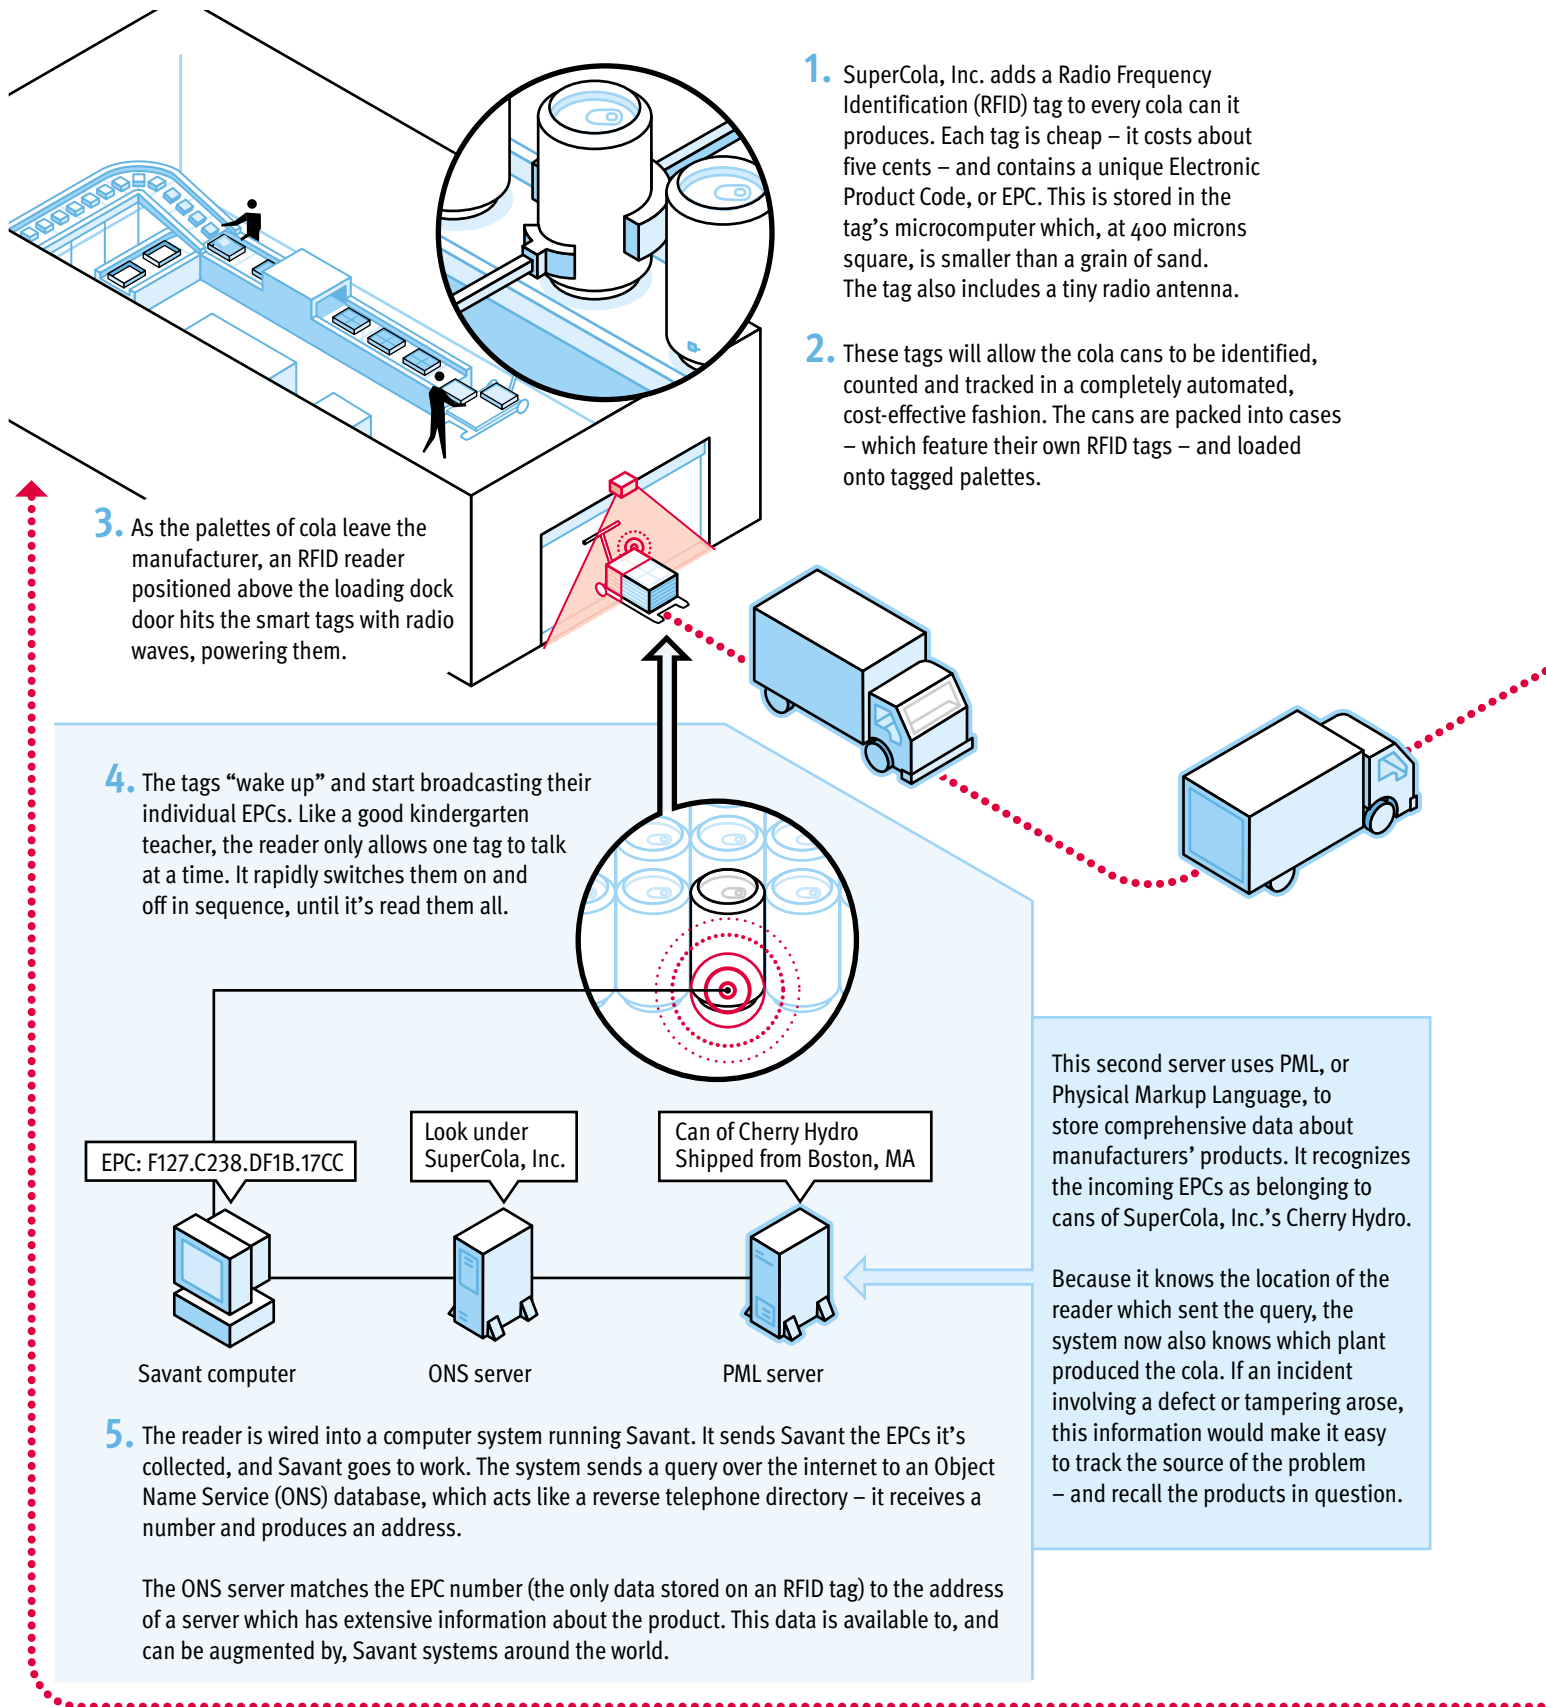 1. SuperCola, Inc. adds a Radio Frequency
Identification (RFID) tag to every cola can it
produces. Each tag is cheap – it costs about
five cents – and contains a unique Electronic
Product Code, or EPC. This is stored in the
tag’s microcomputer which, at 400 microns
square, is smaller than a grain of sand.
The tag also includes a tiny radio antenna.
2. These tags will allow the cola cans to be identified,
counted and tracked in a completely automated,
cost-effective fashion. The cans are packed into cases
– which feature their own RFID tags – and loaded
onto tagged palettes.
3. As the palettes of cola leave the
manufacturer, an RFID reader
positioned above the loading dock
door hits the smart tags with radio
waves, powering them.
4. The tags “wake up” and start broadcasting their
individual EPCs. Like a good kindergarten
teacher, the reader only allows one tag to talk
at a time. It rapidly switches them on and
off in sequence, until it’s read them all.
EPC: F127.C238.DF1B.17CC
Look under
SuperCola, Inc.
Can of Cherry Hydro
Shipped from Boston, MA
Savant computer
ONS server
PML server
This second server uses PML, or
Physical Markup Language, to
store comprehensive data about
manufacturers’ products. It recognizes
the incoming EPCs as belonging to
cans of SuperCola, Inc.’s Cherry Hydro.
Because it knows the location of the
reader which sent the query, the
system now also knows which plant
produced the cola. If an incident
involving a defect or tampering arose,
this information would make it easy
to track the source of the problem
– and recall the products in question.
5. The reader is wired into a computer system running Savant. It sends Savant the EPCs it’s
collected, and Savant goes to work. The system sends a query over the internet to an Object
Name Service (ONS) database, which acts like a reverse telephone directory – it receives a
number and produces an address.
The ONS server matches the EPC number (the only data stored on an RFID tag) to the address
of a server which has extensive information about the product. This data is available to, and
can be augmented by, Savant systems around the world.